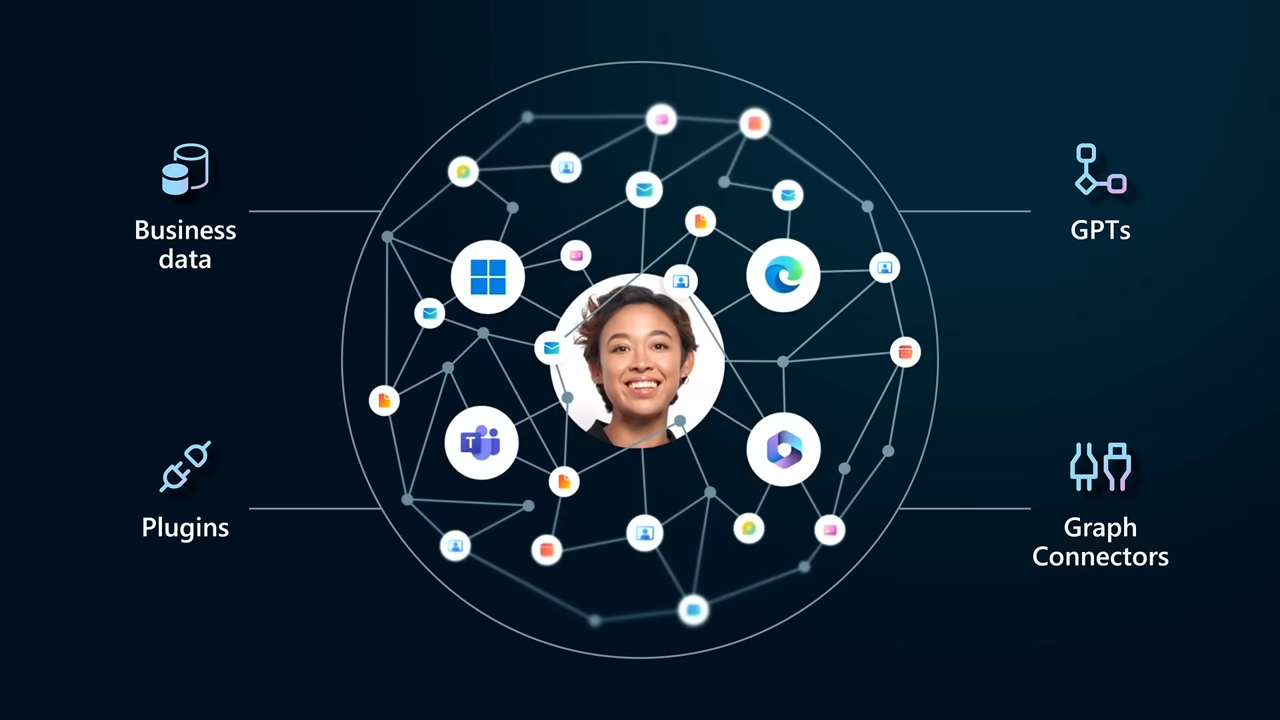 Business
data
GPTs
T
Plugins
Graph
Connectors